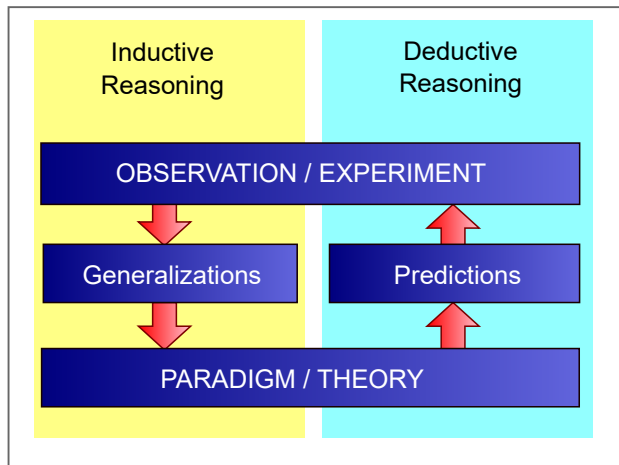 Inductive
Reasoning
Deductive
Reasoning
OBSERVATION / EXPERIMENT
Generalizations
Predictions
PARADIGM / THEORY